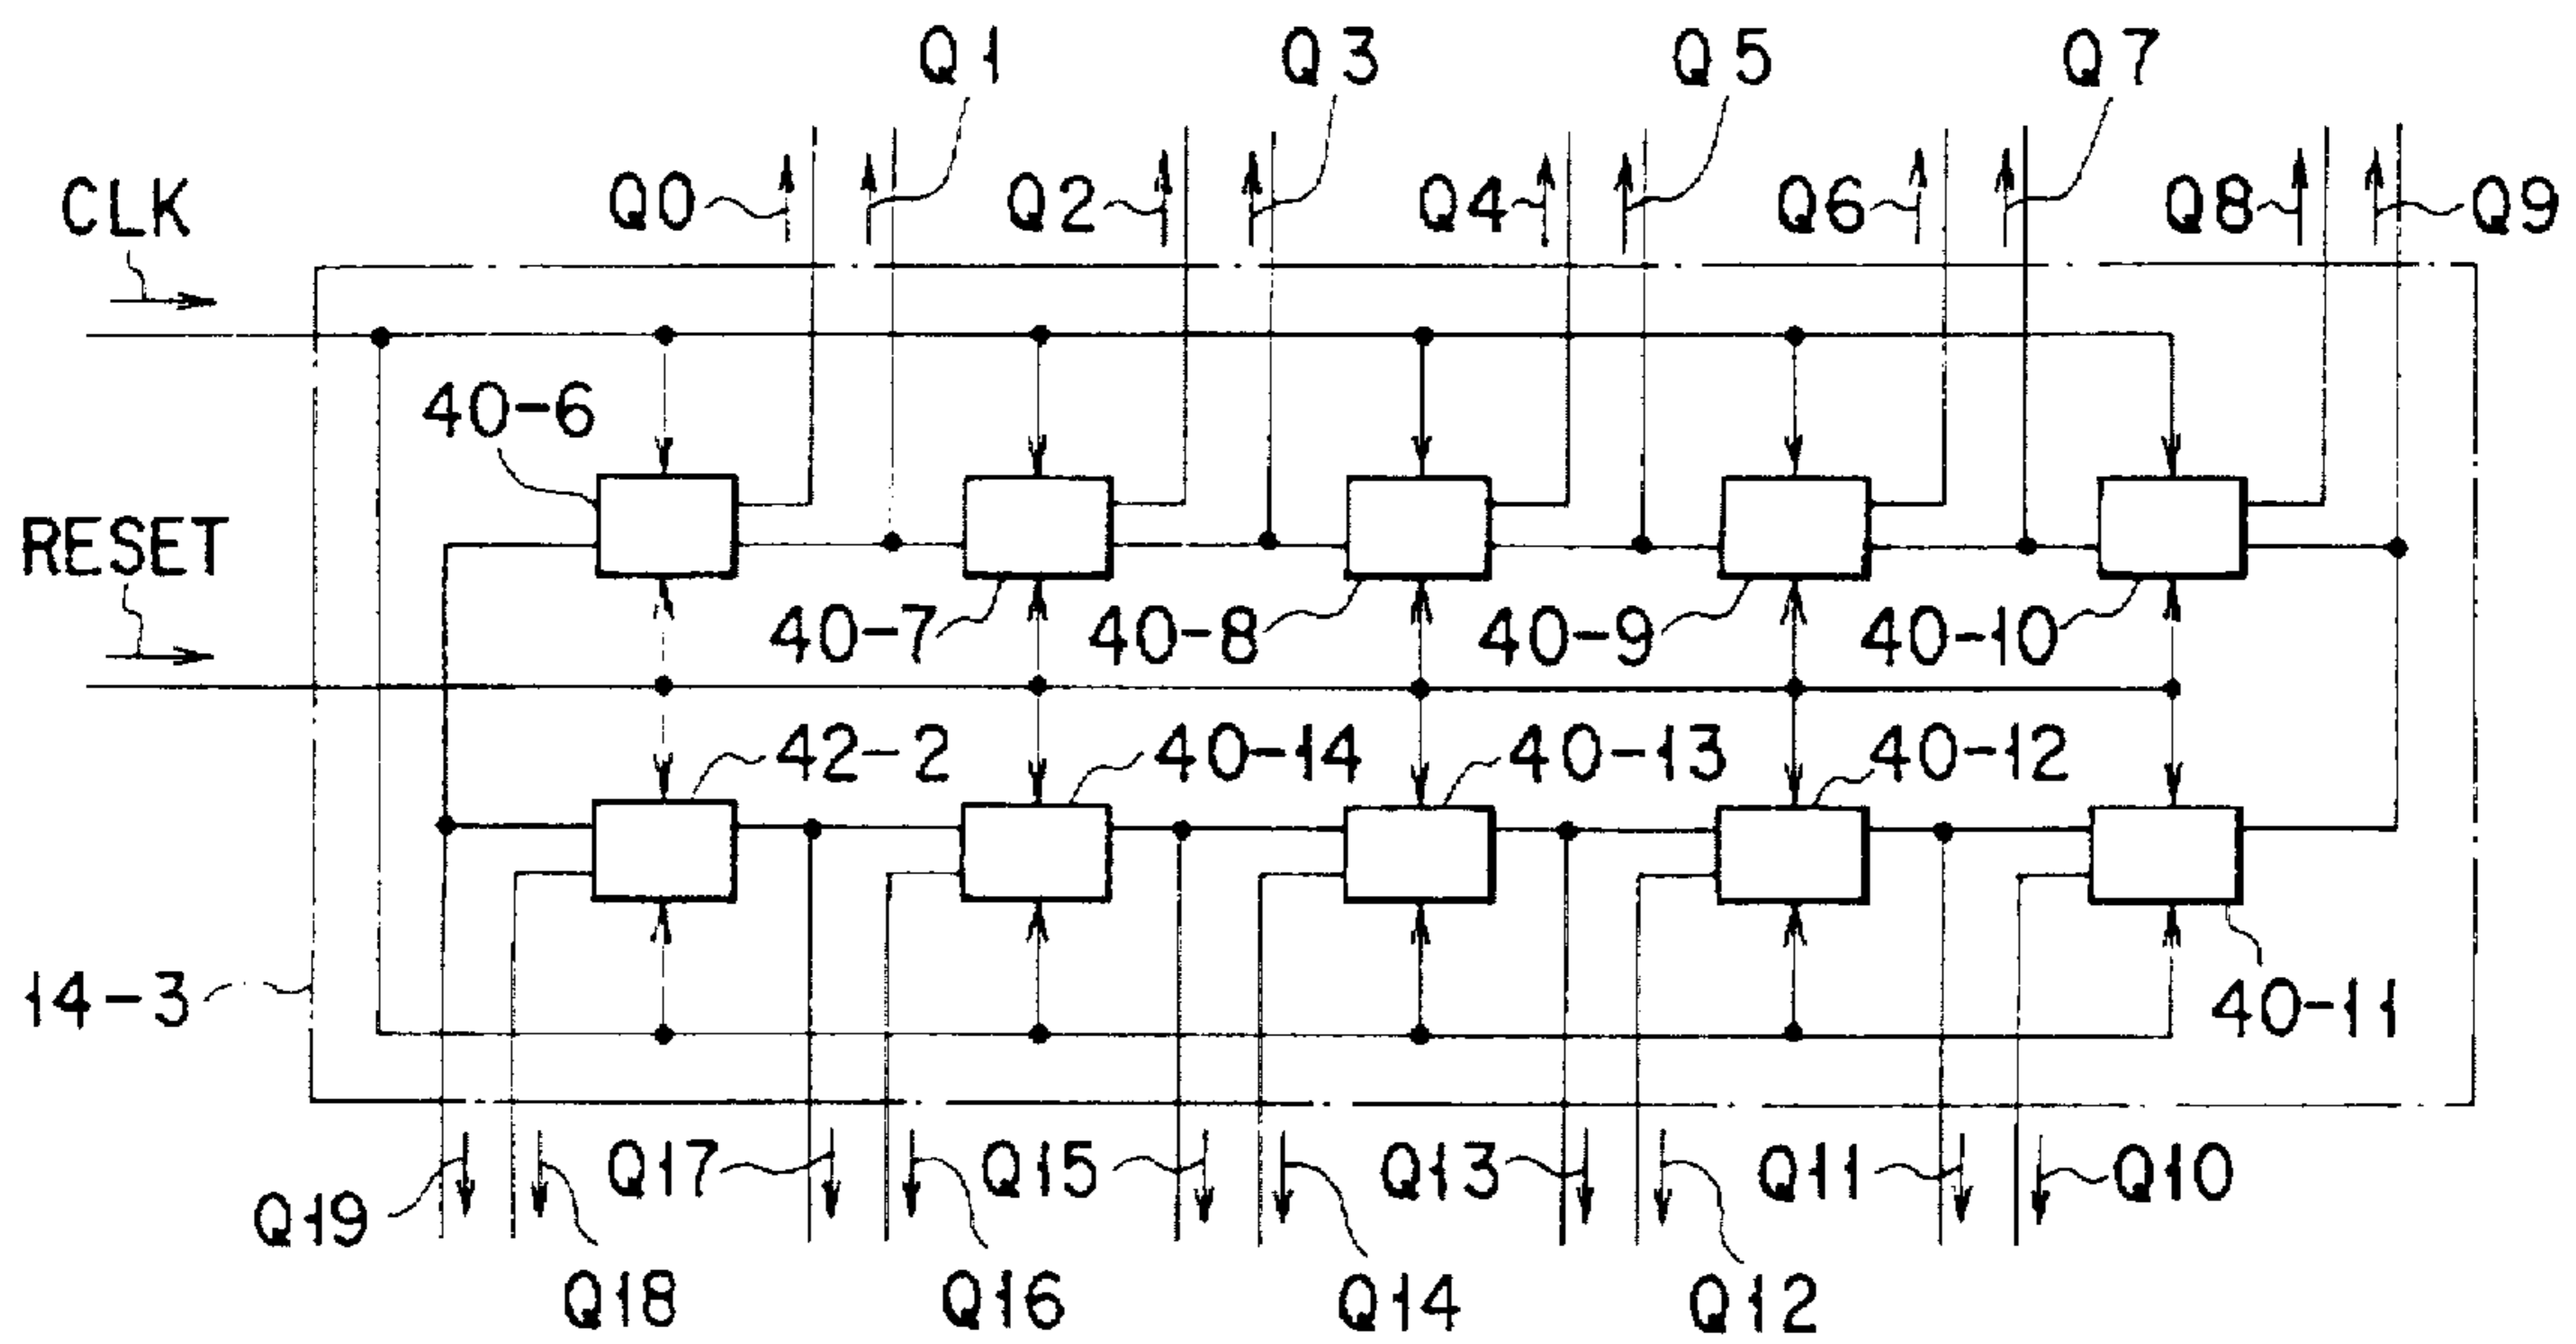 Q1 Q3 Q5 Q7
CLK Q0 Q2 Q4 Q6 Q8 Q9
40-6
RESET
40-7 40-8 40-9 40-10
42-2 40-14 40-13 40-12
14-3 40-11
Q19 Q17 Q15 Q13 Q11 Q10
Q18 Q16 Q14 Q12